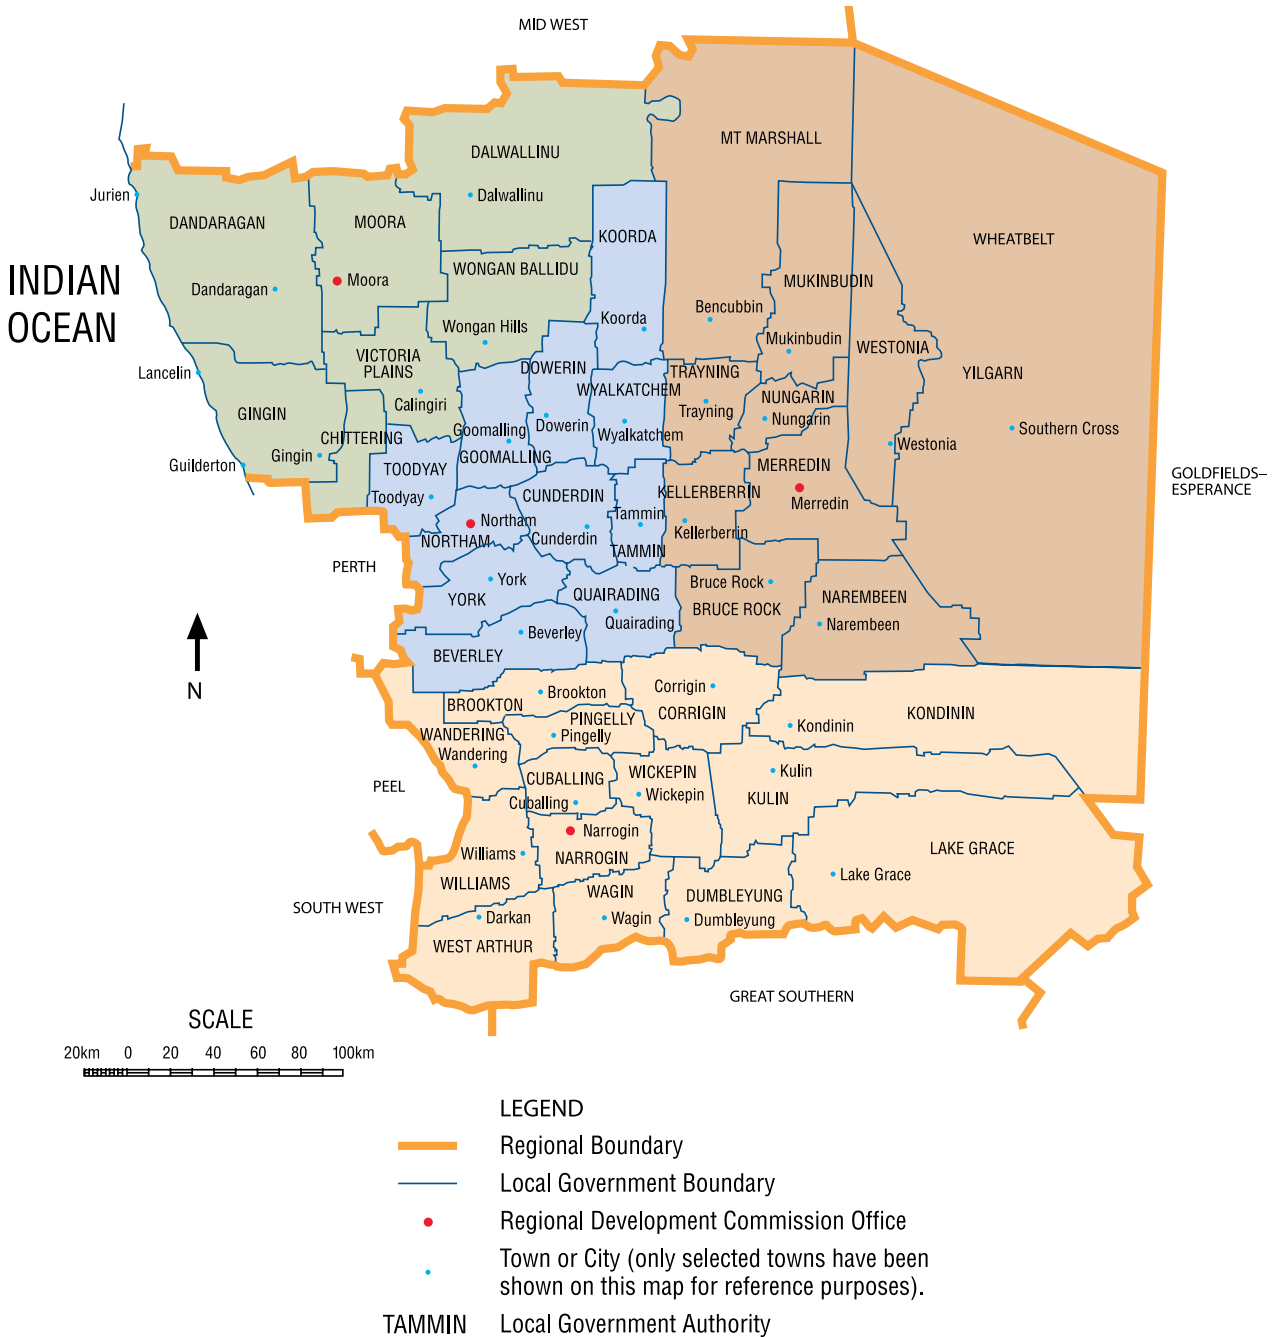 MID WEST
MT MARSHALL
DALWALLINU
Dalwallinu
Jurien
DANDARAGAN
MOORA
KOORDA
WHEATBELT
INDIAN
OCEAN
WONGAN BALLIDU
MUKINBUDIN
Moora
Dandaragan
Bencubbin
Koorda
Wongan Hills
Mukinbudin
WESTONIA
VICTORIA
PLAINS
DOWERIN
TRAYNING
YILGARN
Lancelin
WYALKATCHEM
NUNGARIN
Calingiri
GINGIN
Trayning
Nungarin
Dowerin
Southern Cross
CHITTERING
Goomalling
Wyalkatchem
Westonia
Gingin
GOOMALLING
Guilderton
TOODYAY
MERREDIN
GOLDFIELDS–
ESPERANCE
Toodyay
CUNDERDIN
KELLERBERRIN
Merredin
Tammin
Northam
Kellerberrin
NORTHAM
Cunderdin
TAMMIN
PERTH
York
Bruce Rock
YORK
QUAIRADING
BRUCE ROCK
NAREMBEEN
Quairading
Narembeen
Beverley
BEVERLEY
N
Brookton
Corrigin
BROOKTON
CORRIGIN
KONDININ
PINGELLY
Kondinin
WANDERING
Pingelly
Wandering
PEEL
CUBALLING
WICKEPIN
Kulin
Wickepin
KULIN
Cuballing
Narrogin
LAKE GRACE
Williams
NARROGIN
Lake Grace
WILLIAMS
WAGIN
DUMBLEYUNG
SOUTH WEST
Darkan
Wagin
Dumbleyung
WEST ARTHUR
GREAT SOUTHERN
SCALE
20km 0 20 40 60 80 100km
LEGEND
Regional Boundary
Local Government Boundary
Regional Development Commission Office
Town or City (only selected towns have been
shown on this map for reference purposes).
TAMMIN Local Government Authority